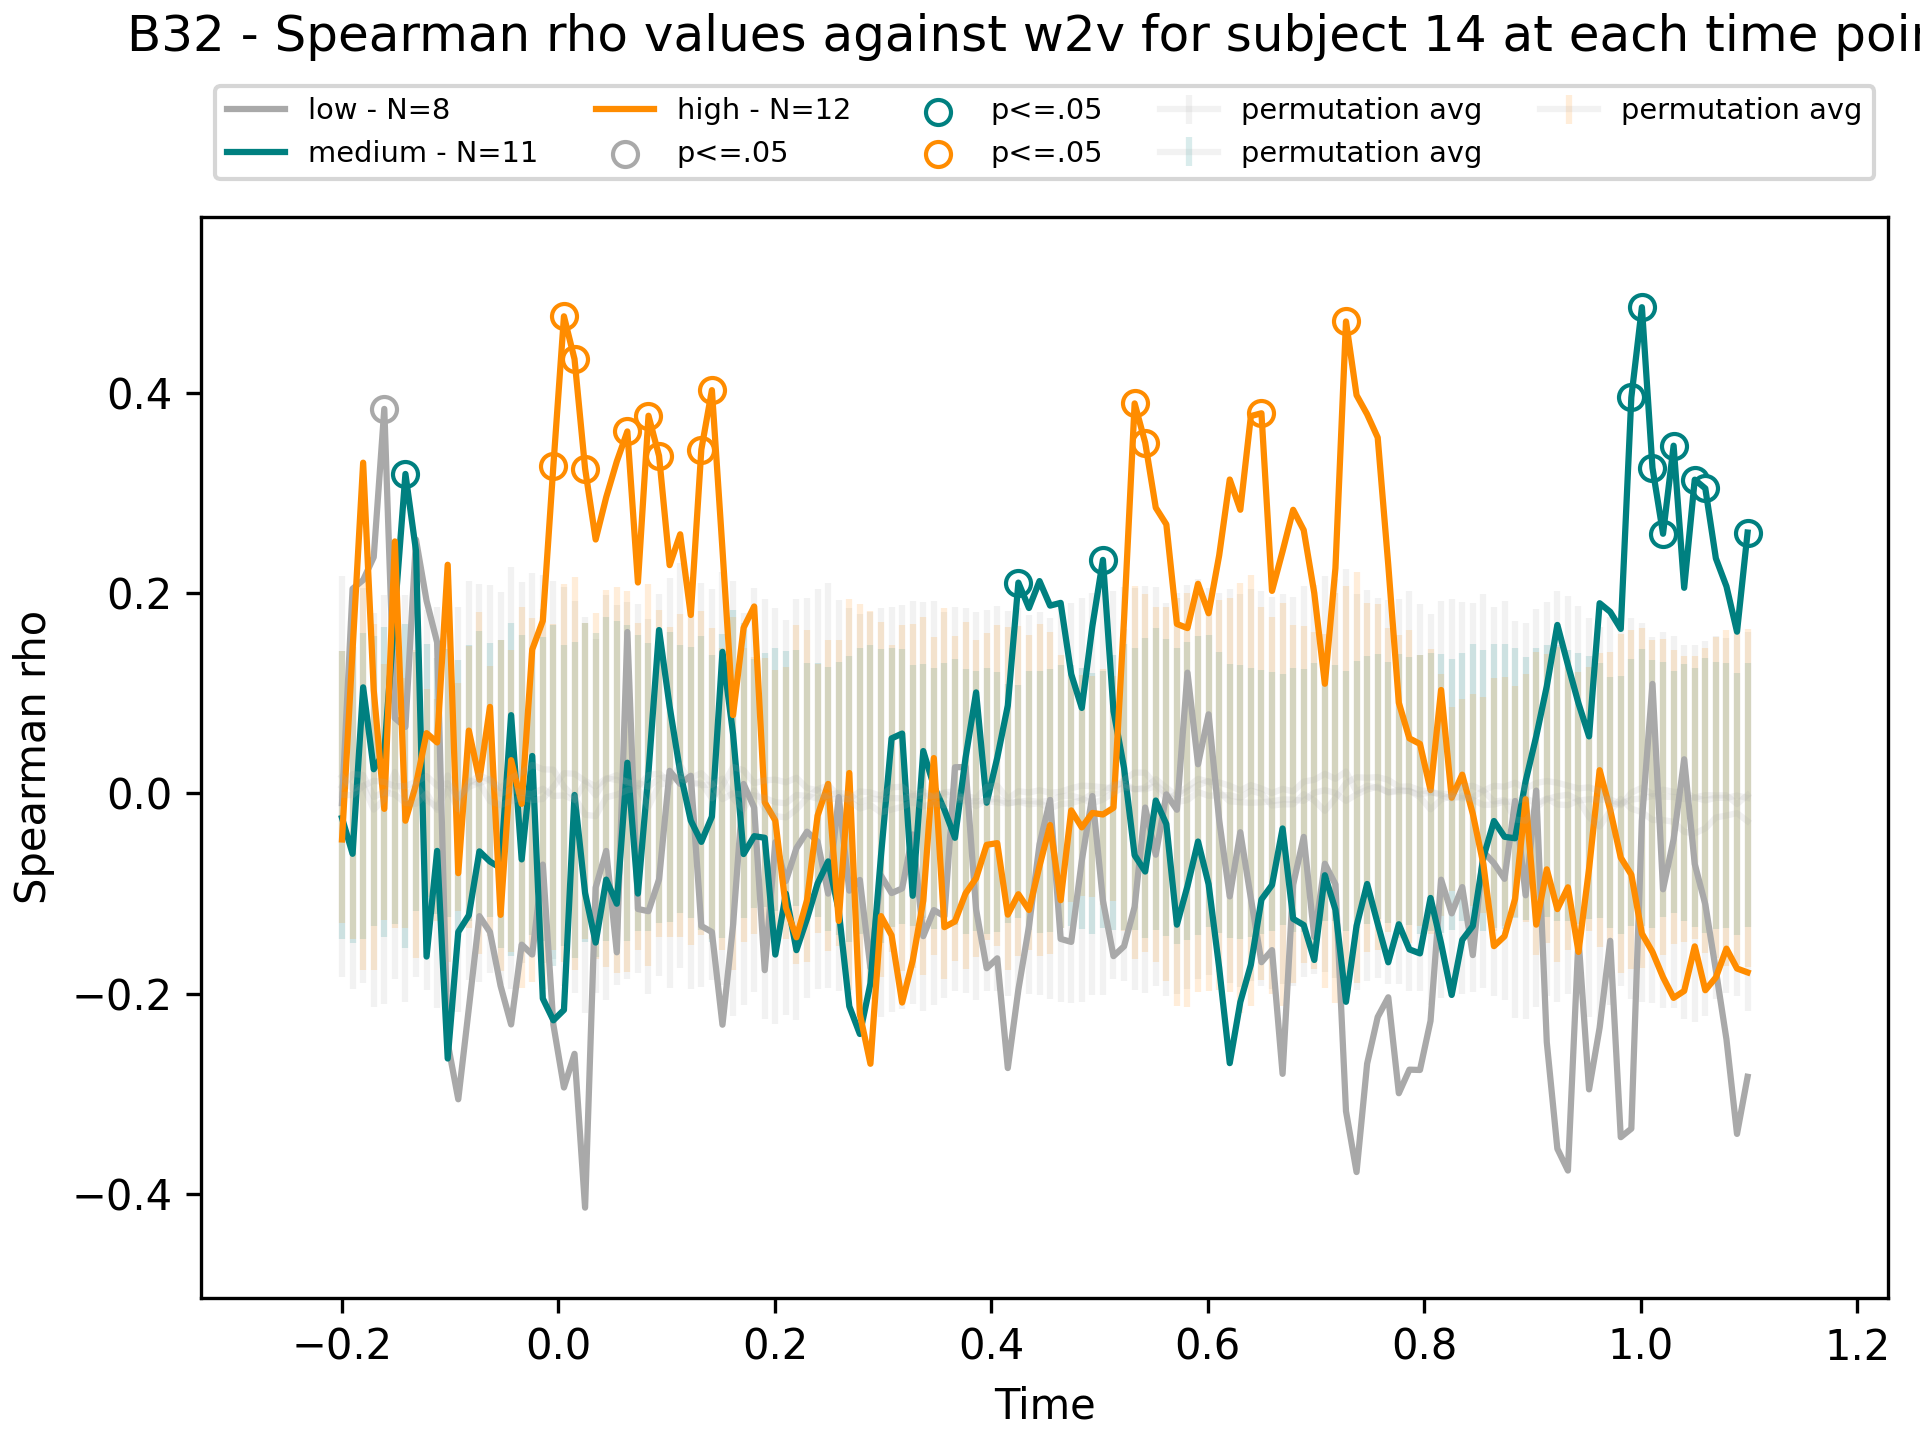 B32 - Spearman rho values against w2v for subject 14 at each time poi
low - N=8
medium - N=11
high - N=12
p<=.05
p<=.05
p<=.05
permutation avg
permutation avg
permutation avg
Spearman rho
0.4
0.2
0.0
−0.2
−0.4
−0.2 0.0 0.2 0.4 0.6 0.8 1.0 1.2
Time